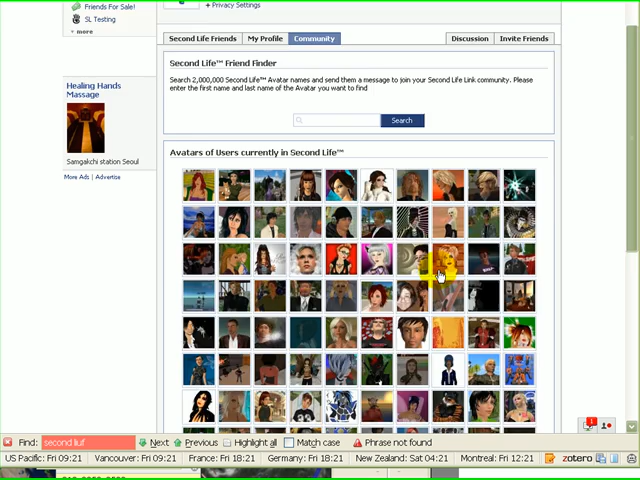 Friends For Sale!
+ Privacy Settings
SL Testing
more
Second Life Friends
My Profile
Community
Discussion
Invite Friends
Second Life™ Friend Finder
Search 2,000,000 Second Life™ Avatar names and send them a message to join your Second Life Link community. Please
enter the first name and last name of the Avatar you want to find
Search
Healing Hands
Massage
Samgakchi station Seoul
More Ads | Advertise
Avatars of Users currently in Second Life™
1
Find: second liuf Next Previous Highlight all Match case Phrase not found
US Pacific: Fri 09:21 Vancouver: Fri 09:21 France: Fri 18:21 Germany: Fri 18:21 New Zealand: Sat 04:21 Montreal: Fri 12:21 zotero